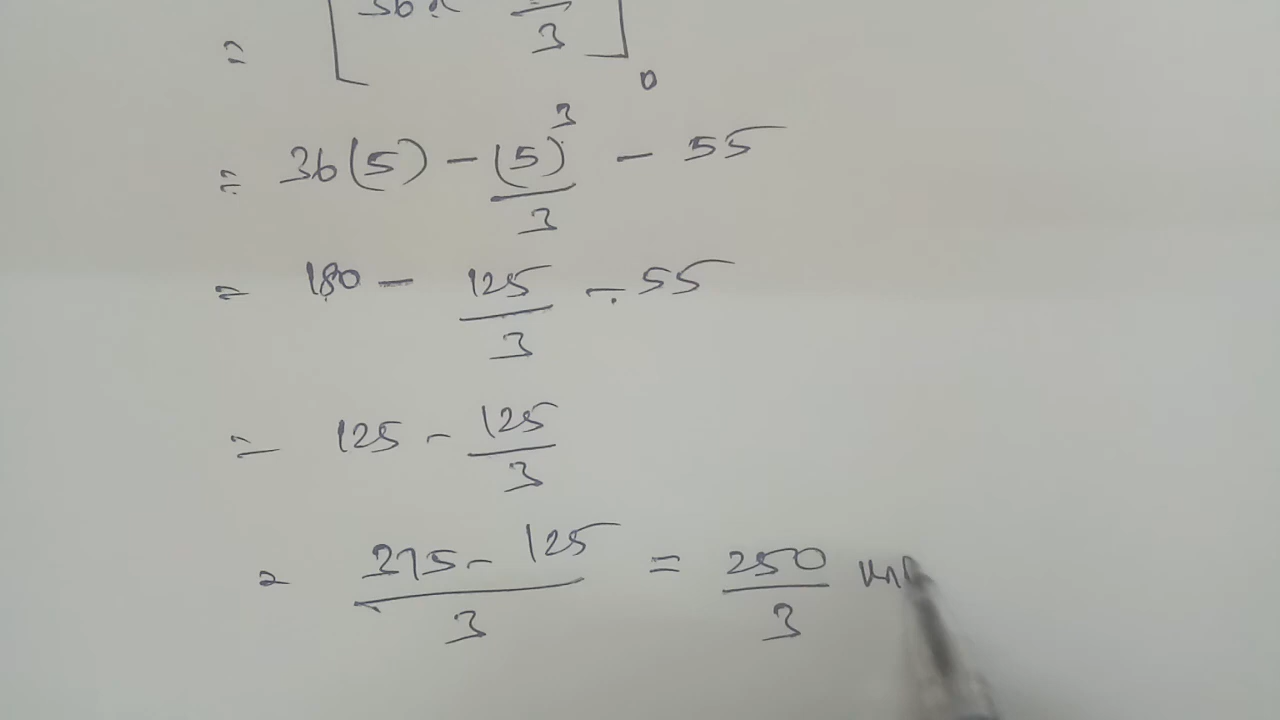 = [36x 3]0
= 36(5) - (5)^3/3 - 55
= 180 - 125/3 - 55
= 125 - 125/3
= 375 - 125/3 = 250/3